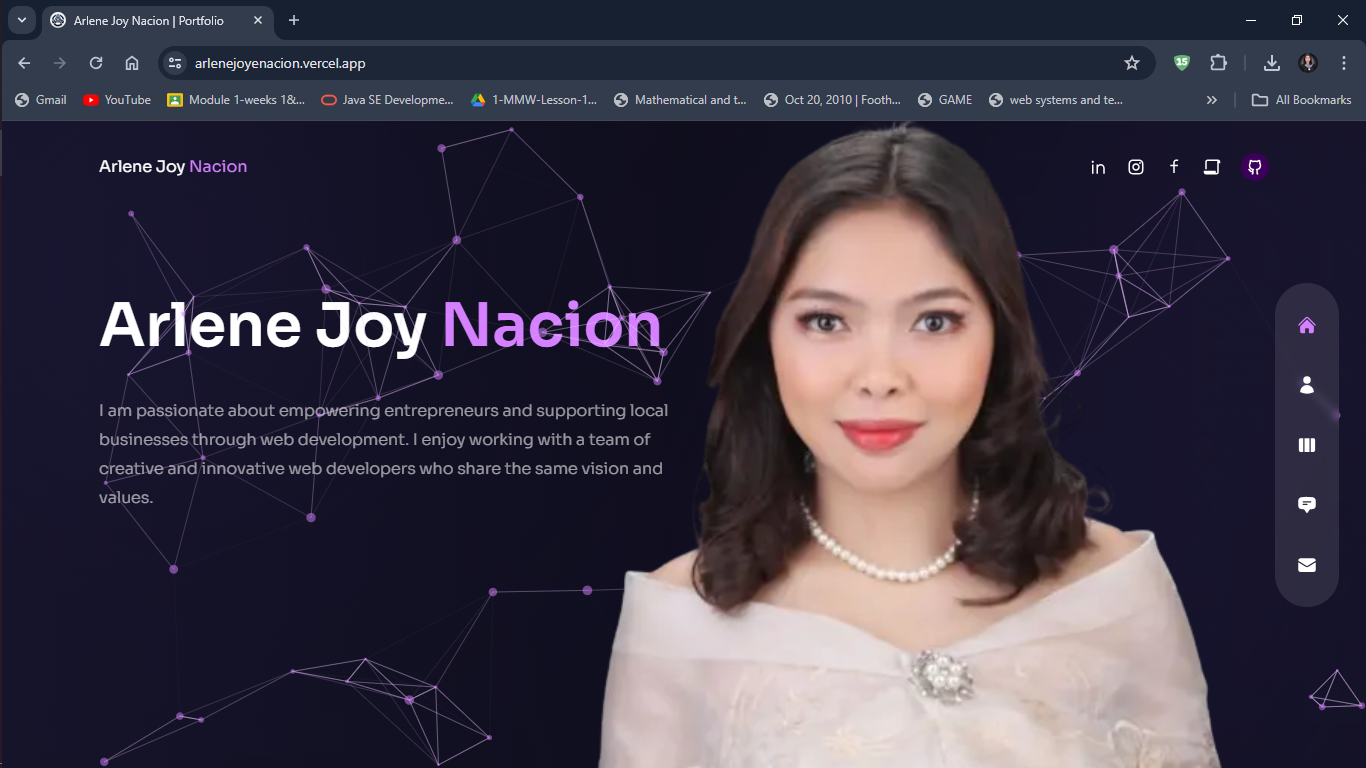 Arlene Joy Nacion | Portfolio
arlenejoyenacion.vercel.app
15
Gmail
YouTube
Module 1-weeks 1&...
Java SE Developme...
1-MMW-Lesson-1...
Mathematical and t...
Oct 20, 2010 | Footh...
GAME
web systems and te...
All Bookmarks
Arlene Joy Nacion
Arlene Joy Nacion
I am passionate about empowering entrepreneurs and supporting local
businesses through web development. I enjoy working with a team of
creative and innovative web developers who share the same vision and
values.